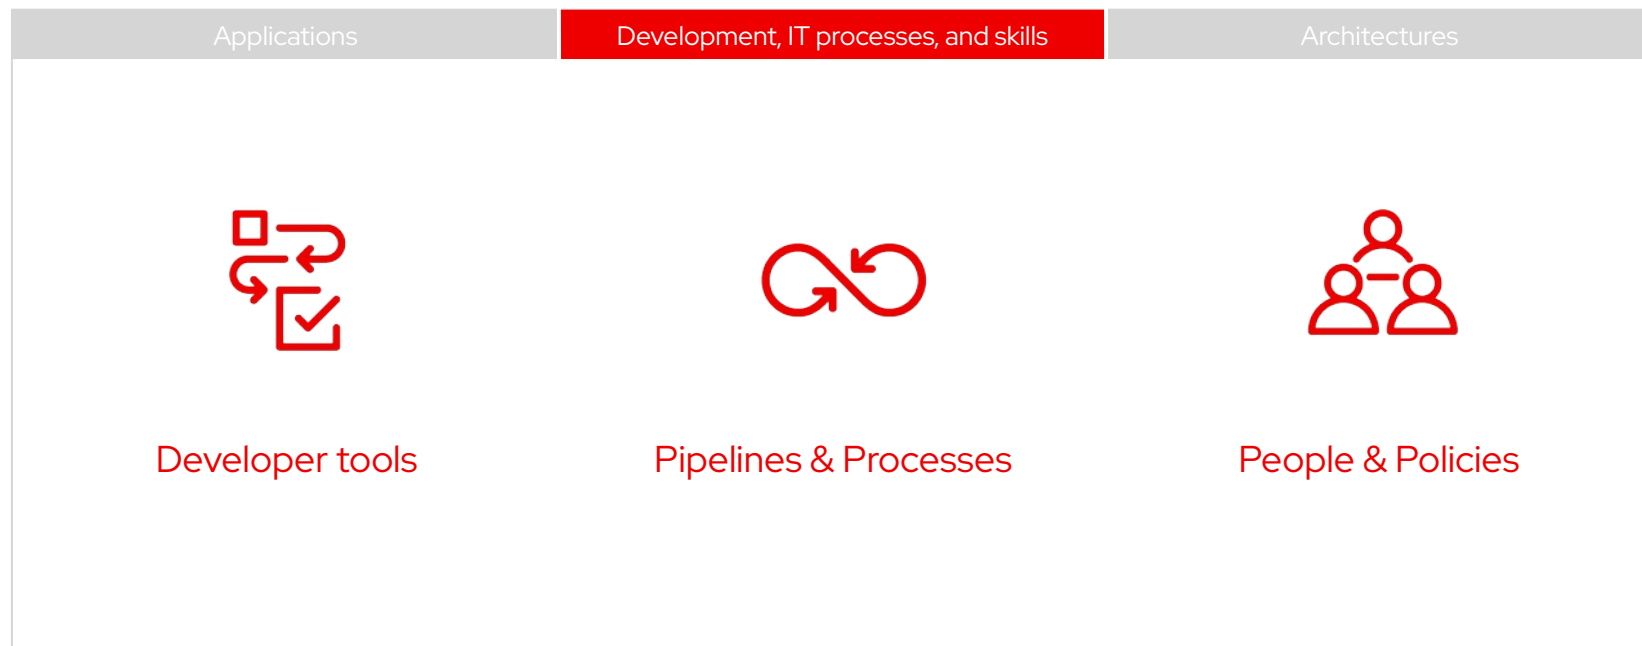 Applications
Development, IT processes, and skills
Architectures
Developer tools
Pipelines & Processes
People & Policies